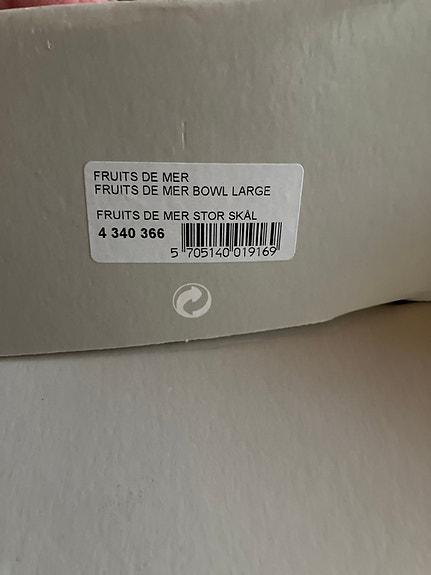 FRUITS DE MER
FRUITS DE MER BOWL LARGE
FRUITS DE MER STOR SKÅL
4 340 366
5 705140 019169